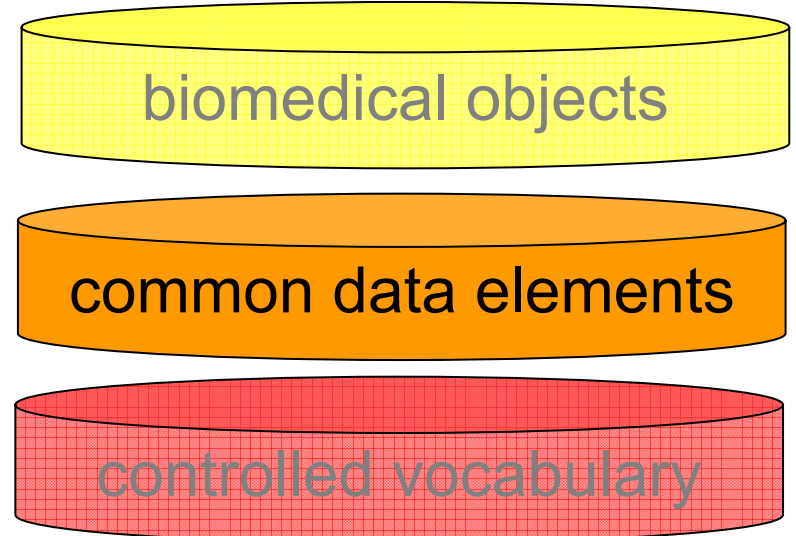 biomedical objects
common data elements
controlled vocabulary